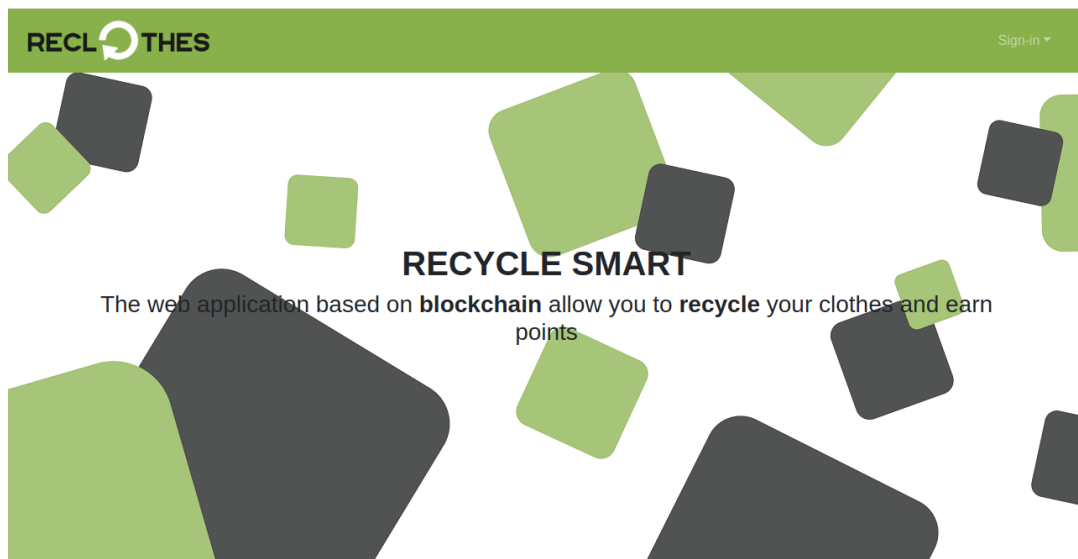 RECLOTHES
Sign-in
RECYCLE SMART
The web application based on blockchain allow you to recycle your clothes and earn
points